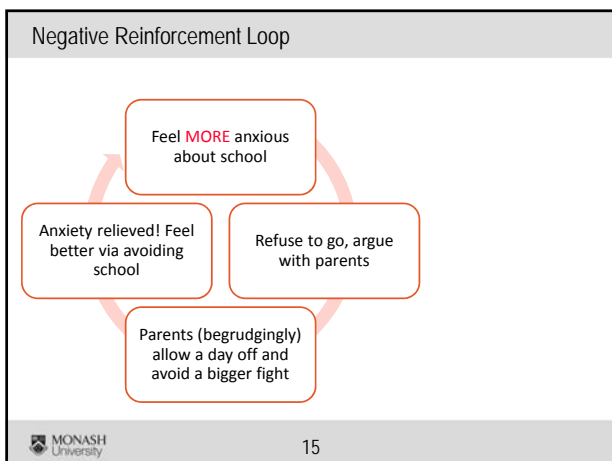 Negative Reinforcement Loop
Feel MORE anxious
about school
Refuse to go, argue
with parents
Parents (begrudgingly)
allow a day off and
avoid a bigger fight
Anxiety relieved! Feel
better via avoiding
school
MONASH
University
15